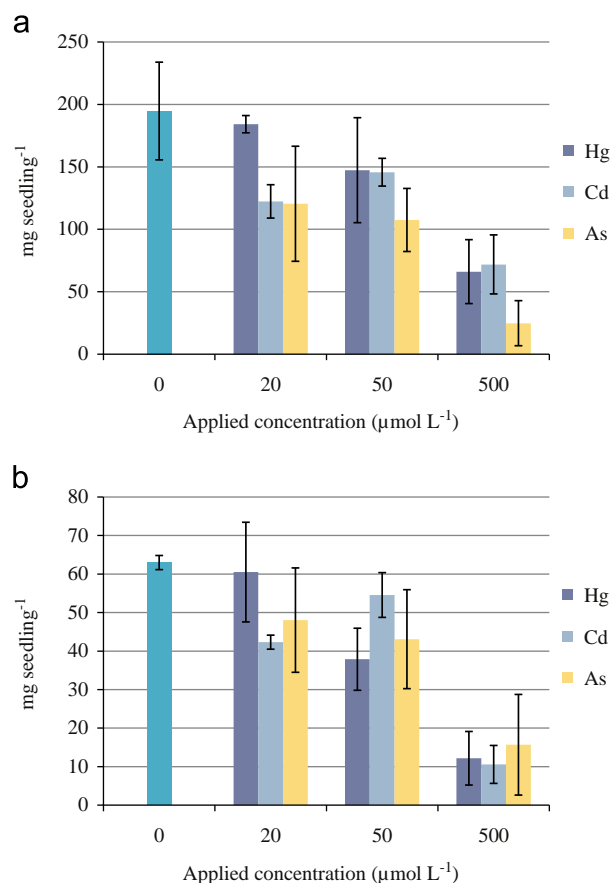 a
250
200
150
100
50
0
mg seedling⁻¹
Hg
Cd
As
0 20 50 500
Applied concentration (µmol L⁻¹)
b
80
70
60
50
40
30
20
10
0
mg seedling⁻¹
Hg
Cd
As
0 20 50 500
Applied concentration (µmol L⁻¹)